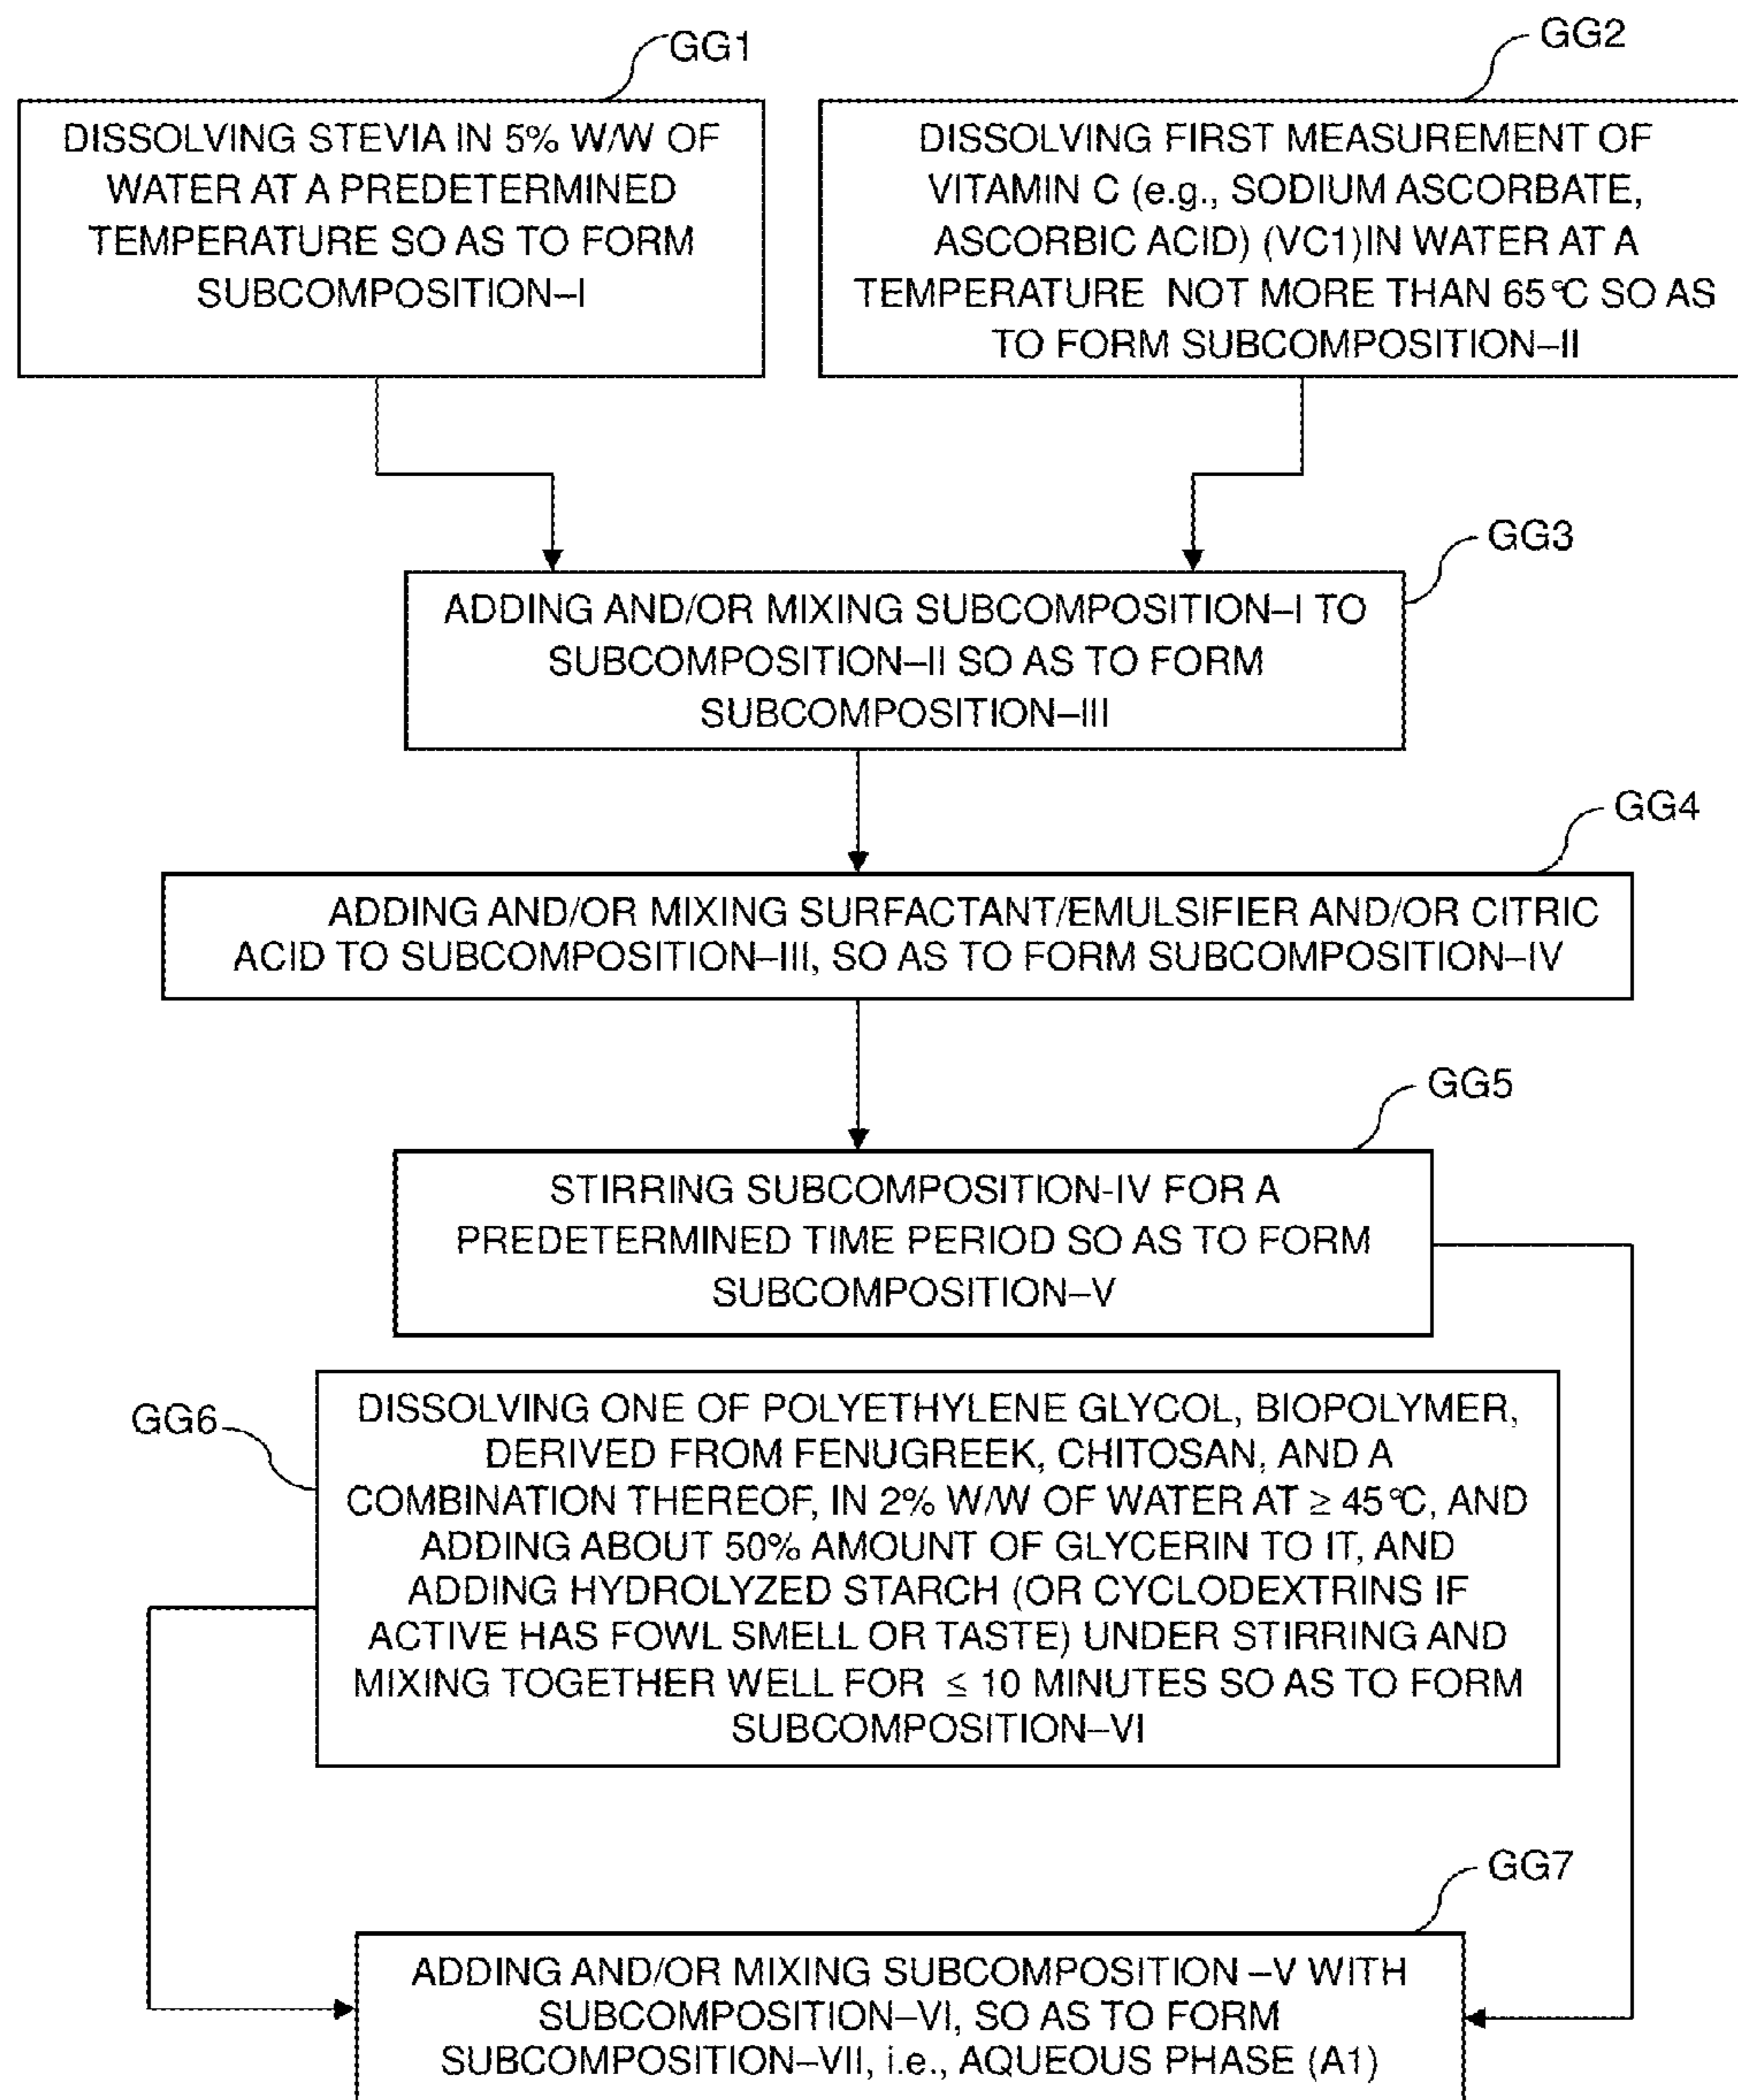 GG1
DISSOLVING STEVIA IN 5% W/W OF
WATER AT A PREDETERMINED
TEMPERATURE SO AS TO FORM
SUBCOMPOSITION–I
GG2
DISSOLVING FIRST MEASUREMENT OF
VITAMIN C (e.g., SODIUM ASCORBATE,
ASCORBIC ACID) (VC1)IN WATER AT A
TEMPERATURE NOT MORE THAN 65℃ SO AS
TO FORM SUBCOMPOSITION–II
GG3
ADDING AND/OR MIXING SUBCOMPOSITION–I TO
SUBCOMPOSITION–II SO AS TO FORM
SUBCOMPOSITION–III
GG4
ADDING AND/OR MIXING SURFACTANT/EMULSIFIER AND/OR CITRIC
ACID TO SUBCOMPOSITION–III, SO AS TO FORM SUBCOMPOSITION–IV
GG5
STIRRING SUBCOMPOSITION-IV FOR A
PREDETERMINED TIME PERIOD SO AS TO FORM
SUBCOMPOSITION–V
GG6
DISSOLVING ONE OF POLYETHYLENE GLYCOL, BIOPOLYMER,
DERIVED FROM FENUGREEK, CHITOSAN, AND A
COMBINATION THEREOF, IN 2% W/W OF WATER AT ≥ 45℃, AND
ADDING ABOUT 50% AMOUNT OF GLYCERIN TO IT, AND
ADDING HYDROLYZED STARCH (OR CYCLODEXTRINS IF
ACTIVE HAS FOWL SMELL OR TASTE) UNDER STIRRING AND
MIXING TOGETHER WELL FOR ≤ 10 MINUTES SO AS TO FORM
SUBCOMPOSITION–VI
GG7
ADDING AND/OR MIXING SUBCOMPOSITION –V WITH
SUBCOMPOSITION–VI, SO AS TO FORM
SUBCOMPOSITION–VII, i.e., AQUEOUS PHASE (A1)